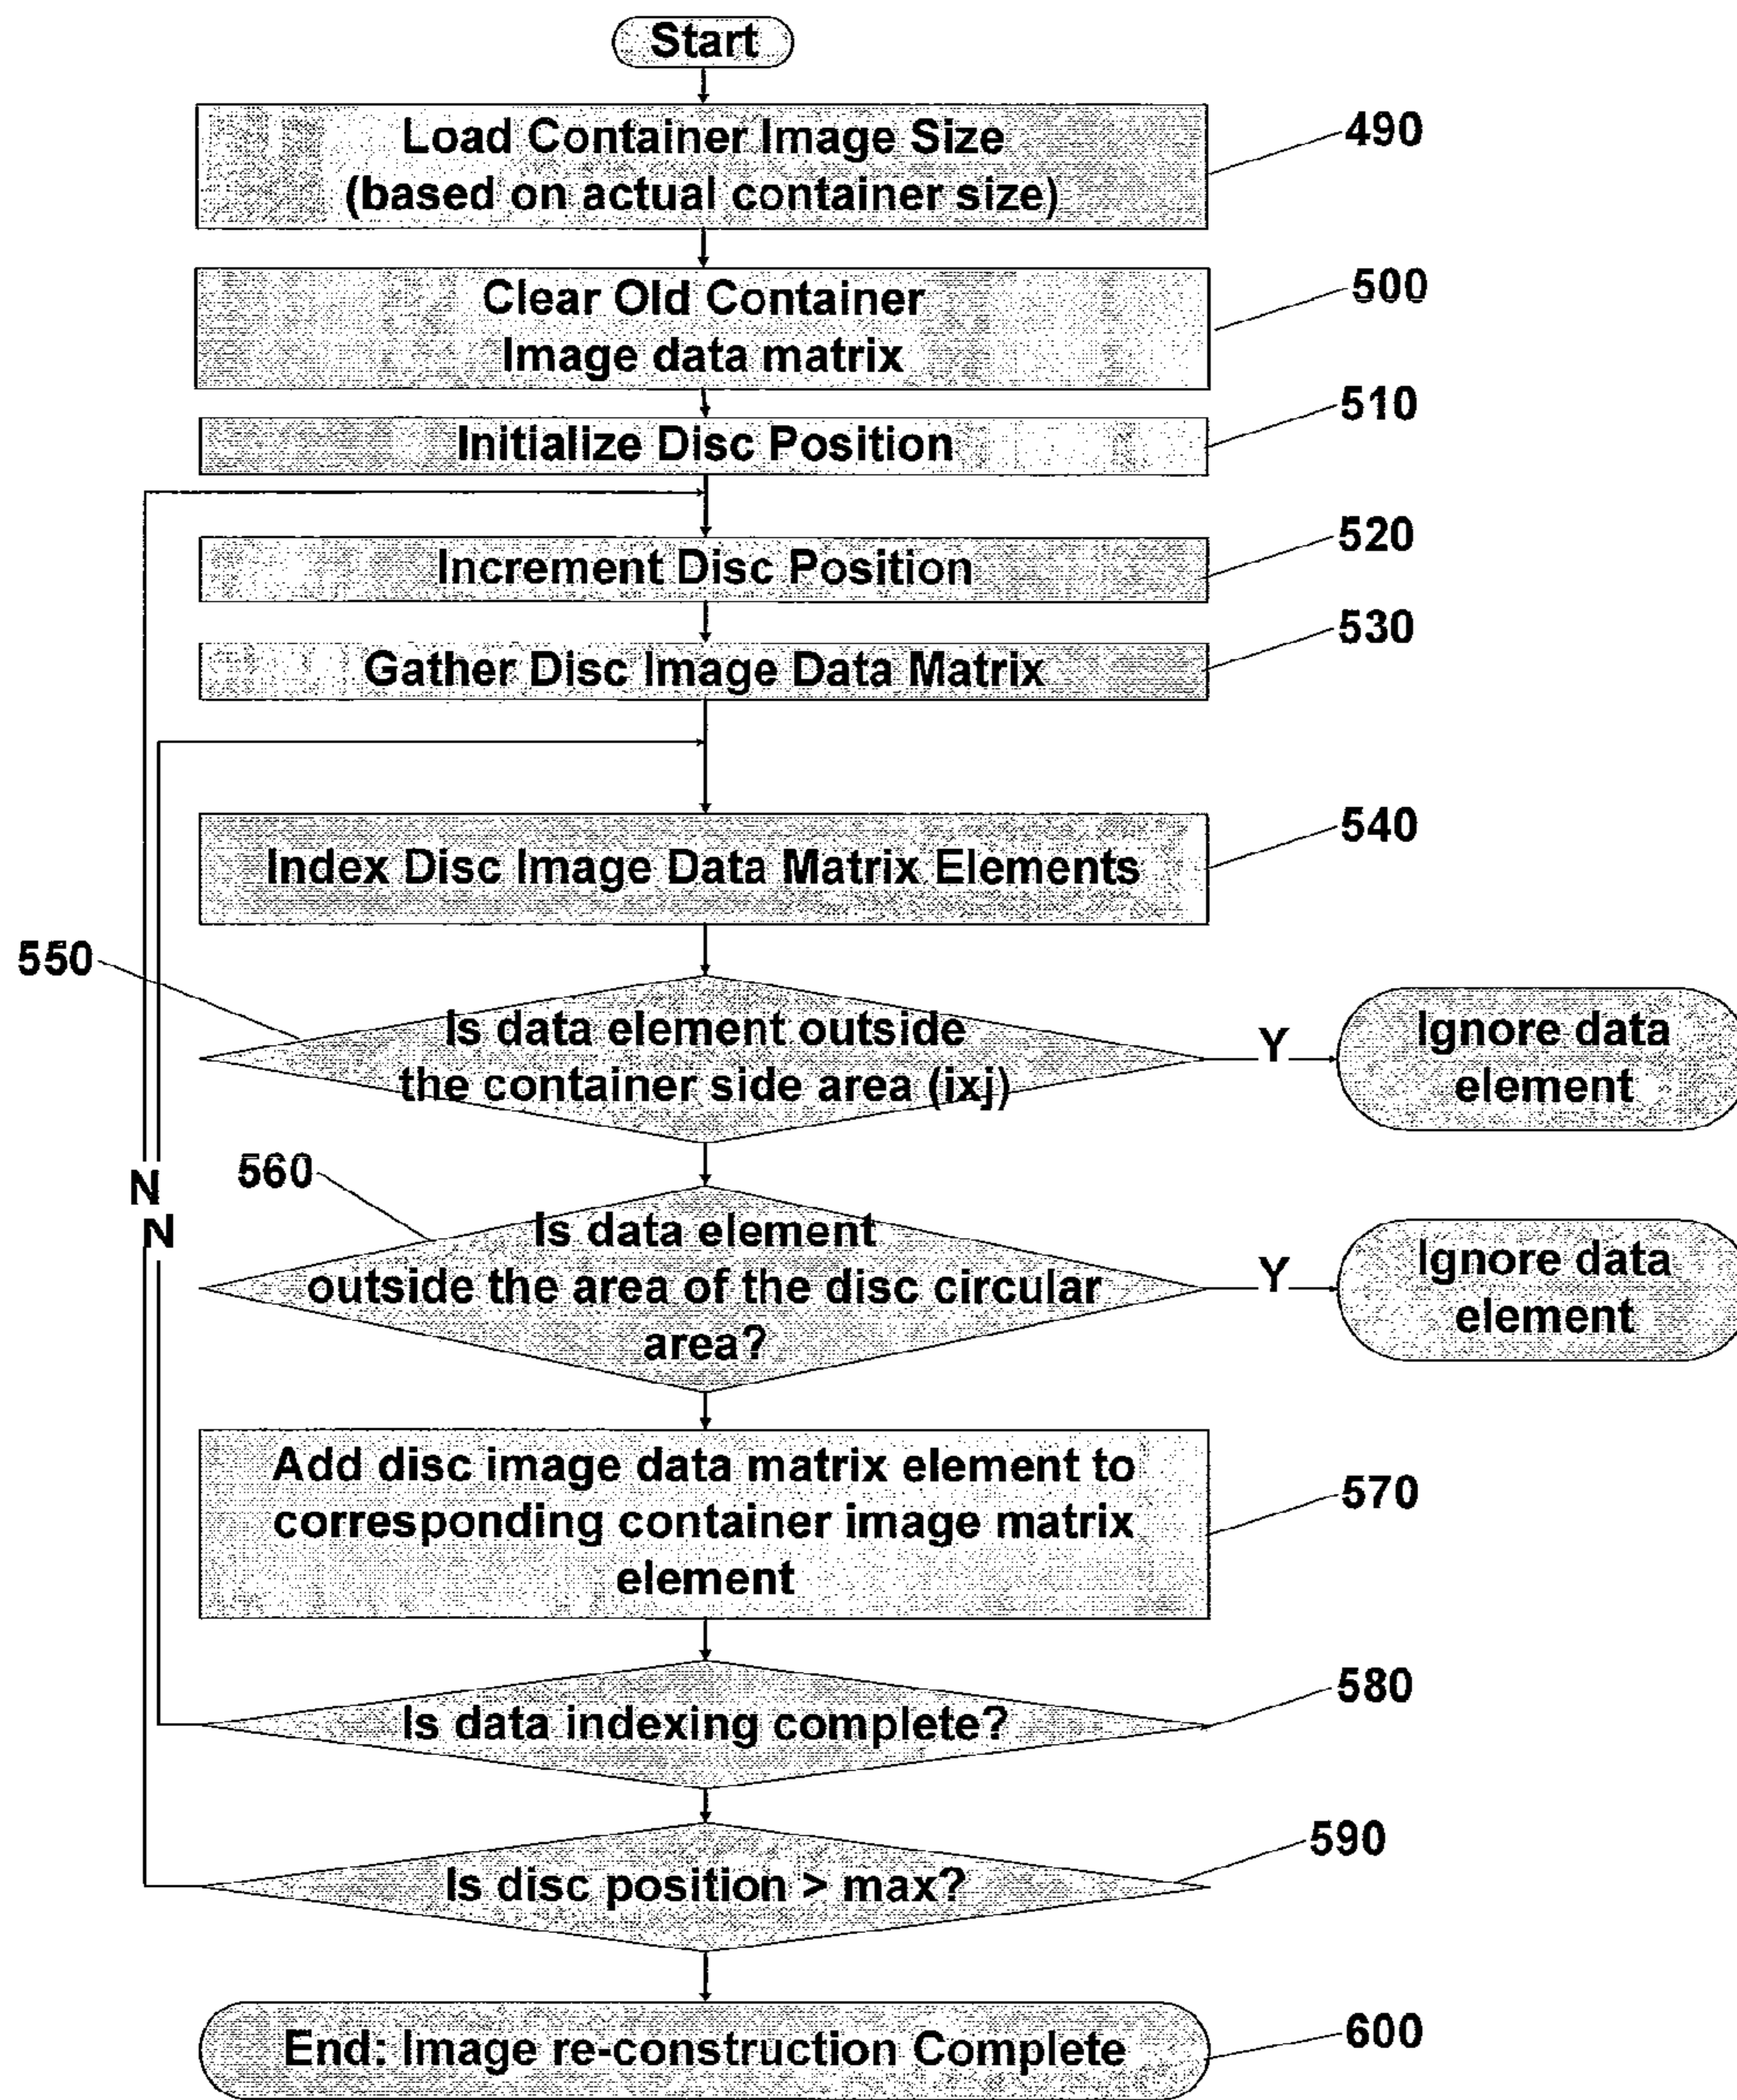 Start
Load Container Image Size
(based on actual container size)
490
Clear Old Container
Image data matrix
500
Initialize Disc Position
510
Increment Disc Position
520
Gather Disc Image Data Matrix
530
Index Disc Image Data Matrix Elements
540
550
Is data element outside
the container side area (ixj)
Y
Ignore data
element
N
N
560
Is data element
outside the area of the disc circular
area?
Y
Ignore data
element
Add disc image data matrix element to
corresponding container image matrix
element
570
Is data indexing complete?
580
Is disc position > max?
590
End: Image re-construction Complete
600